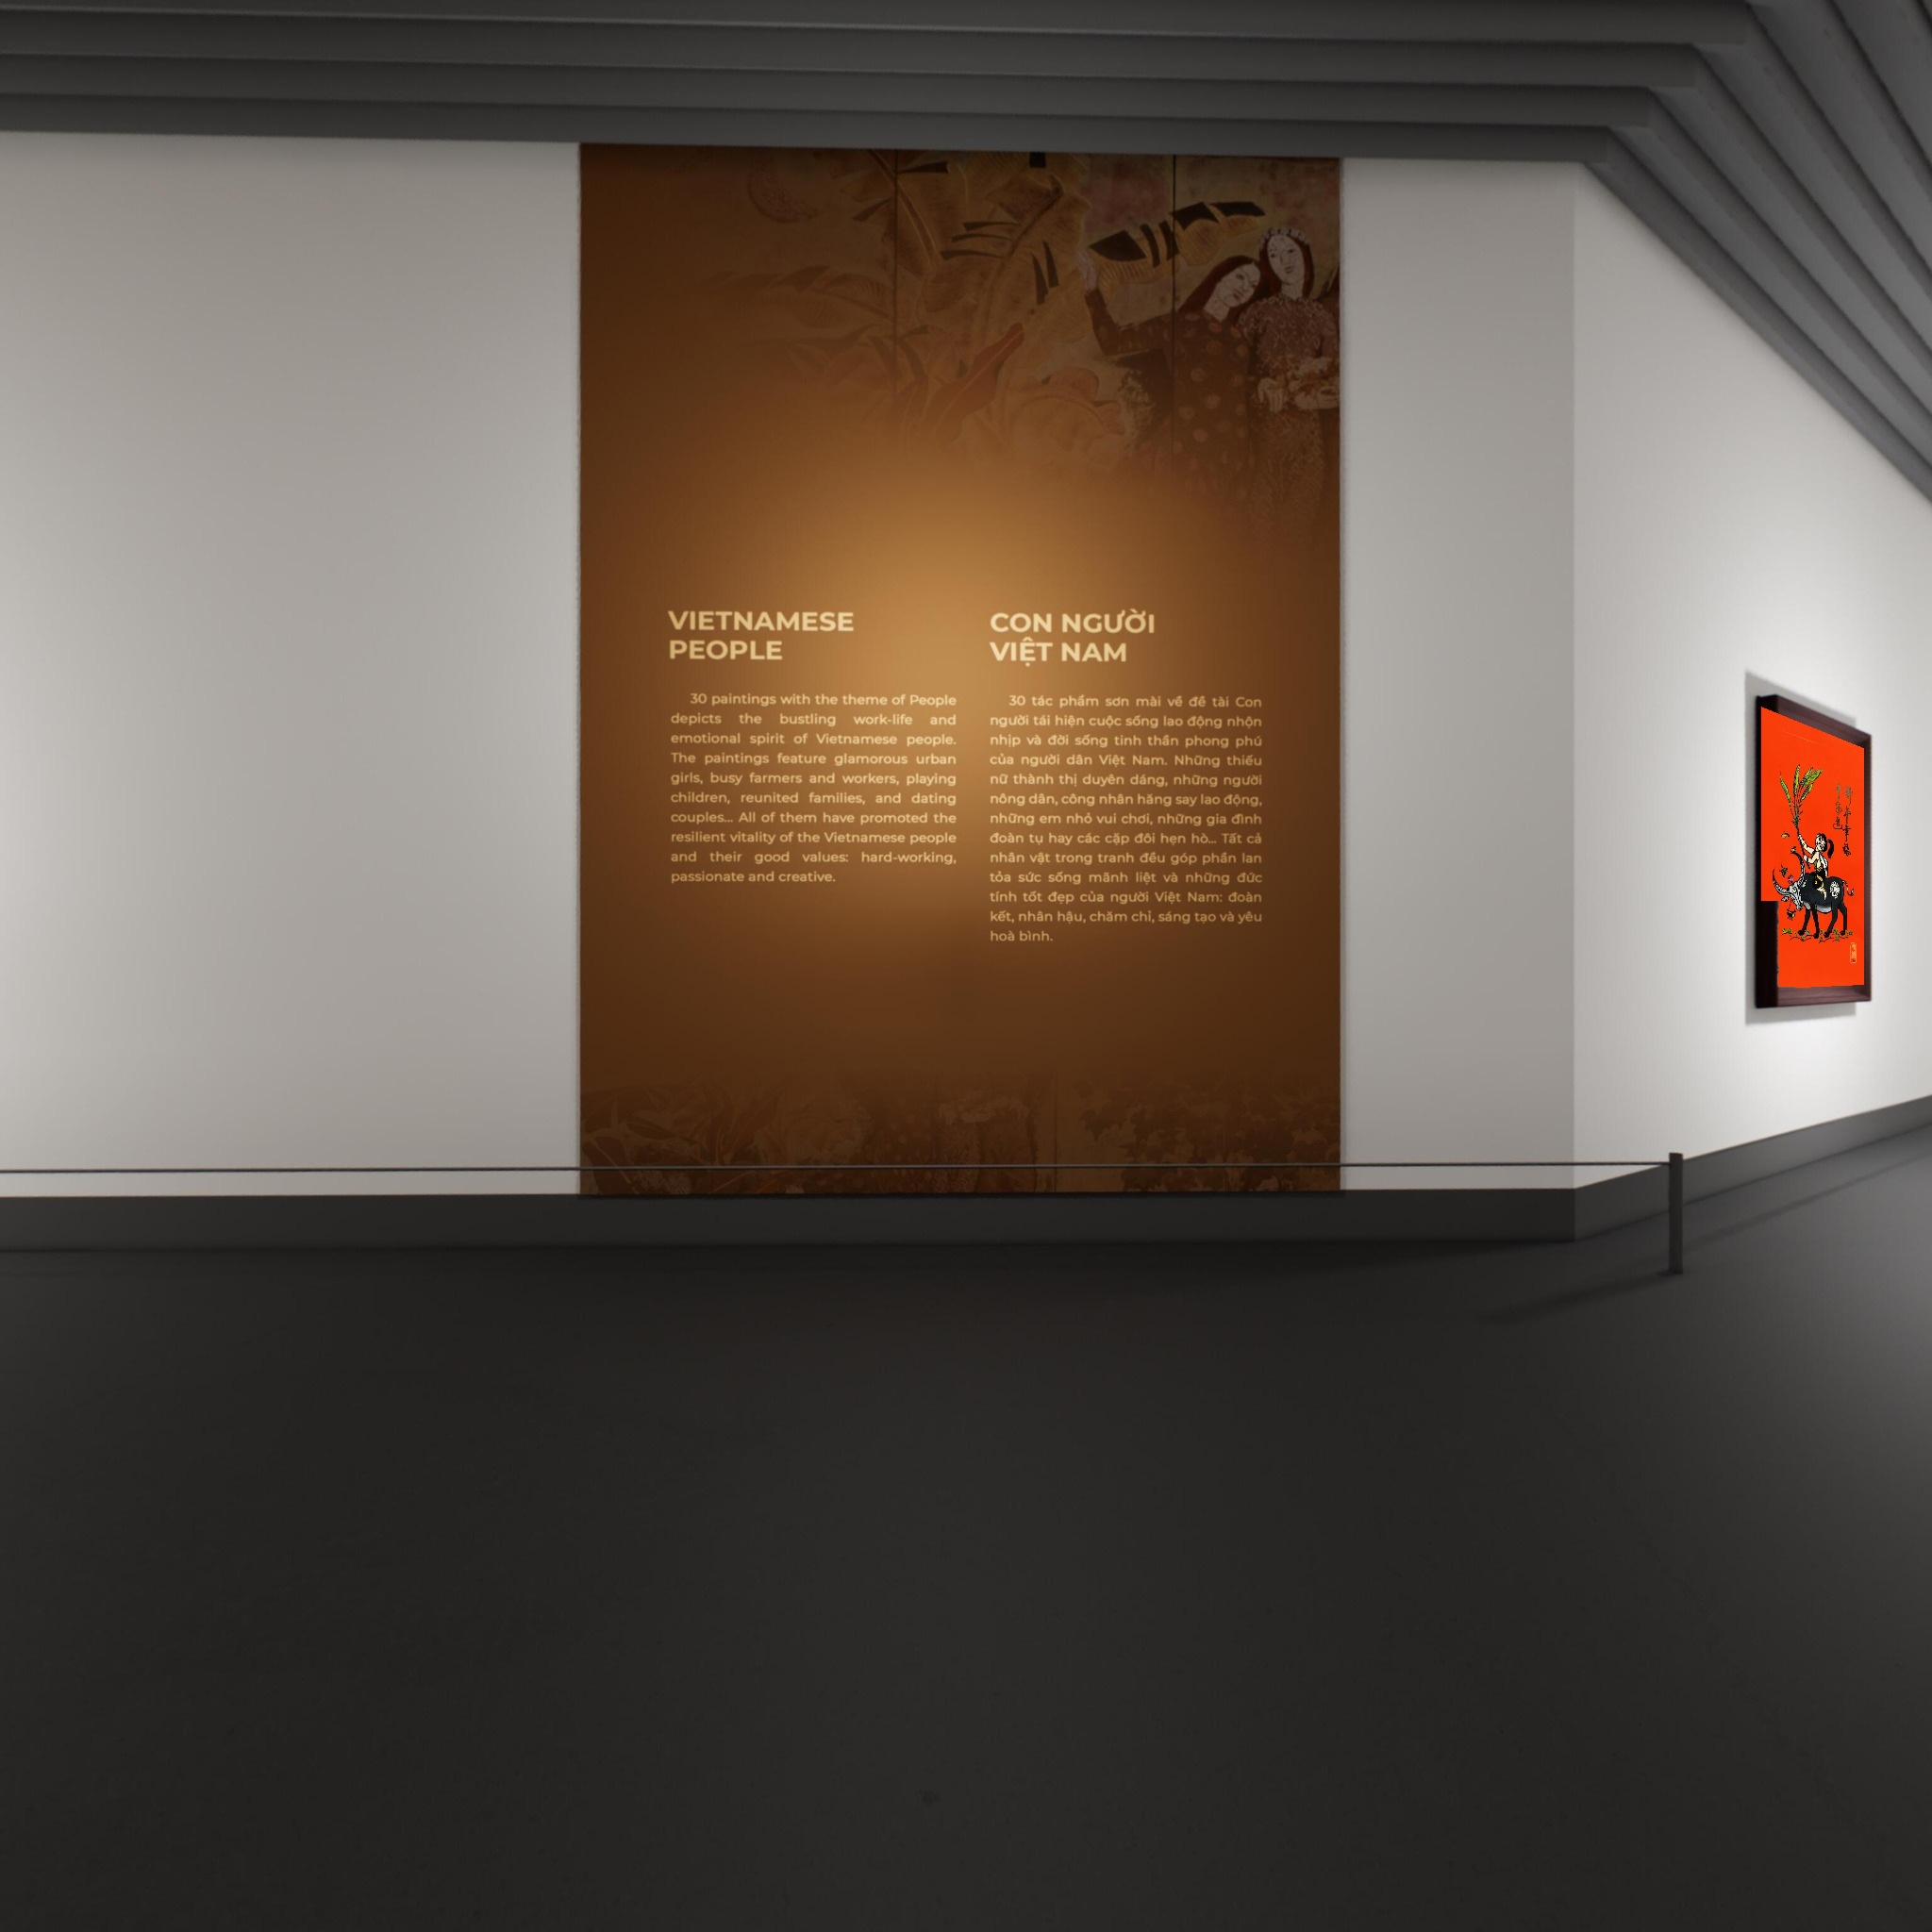 VIETNAMESE
PEOPLE
30 paintings with the theme of People
depicts the bustling work-life and
emotional spirit of Vietnamese people.
The paintings feature glamorous urban
girls, busy farmers and workers, playing
children, reunited families, and dating
couples... All of them have promoted the
resilient vitality of the Vietnamese people
and their good values: hard-working,
passionate and creative.
CON NGƯỜI
VIỆT NAM
30 tác phẩm sơn mài về đề tài Con
người tái hiện cuộc sống lao động nhộn
nhịp và đời sống tinh thần phong phú
của người dân Việt Nam. Những thiếu
nữ thành thị duyên dáng, những người
nông dân, công nhân hăng say lao động,
những em nhỏ vui chơi, những gia đình
đoàn tụ hay các cặp đôi hẹn hò... Tất cả
nhân vật trong tranh đều góp phần lan
tỏa sức sống mãnh liệt và những đức
tính tốt đẹp của người Việt Nam: đoàn
kết, nhân hậu, chăm chỉ, sáng tạo và yêu
hoà bình.